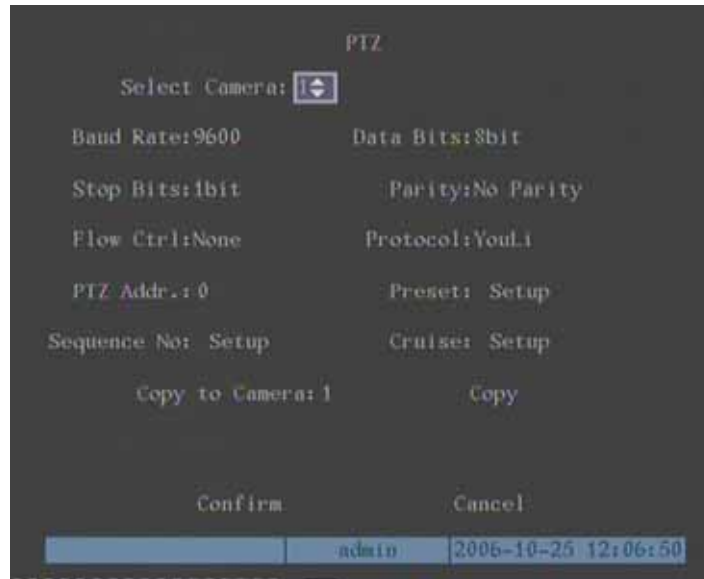 PTZ
Select Camera: 1
Baud Rate:9600 Data Bits:8bit
Stop Bits:1bit Parity:No Parity
Flow Ctrl:None Protocol:YouLi
PTZ Addr.:0 Preset: Setup
Sequence No: Setup Cruise: Setup
Copy to Camera:1 Copy
Confirm Cancel
admin 2006-10-25 12:06:50